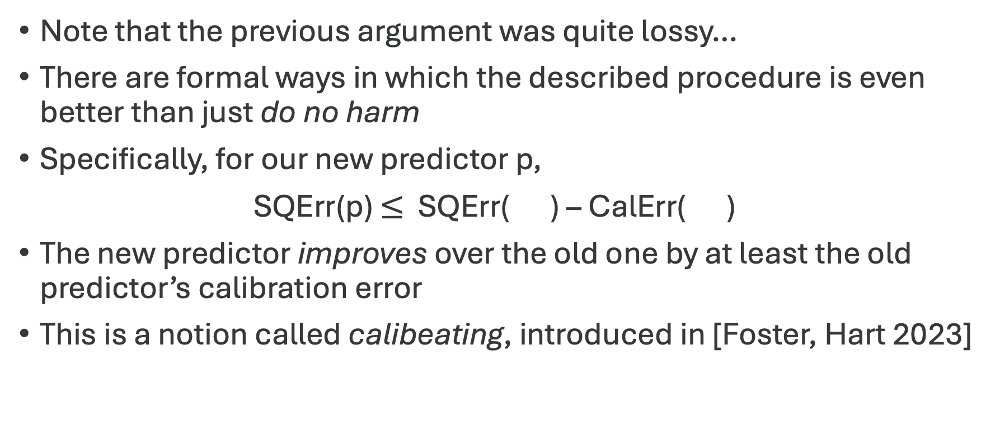 • Note that the previous argument was quite lossy...
• There are formal ways in which the described procedure is even
better than just do no harm
• Specifically, for our new predictor p,
SQErr(p) ≤ SQErr( ) – CalErr( )
• The new predictor improves over the old one by at least the old
predictor’s calibration error
• This is a notion called calibeating, introduced in [Foster, Hart 2023]